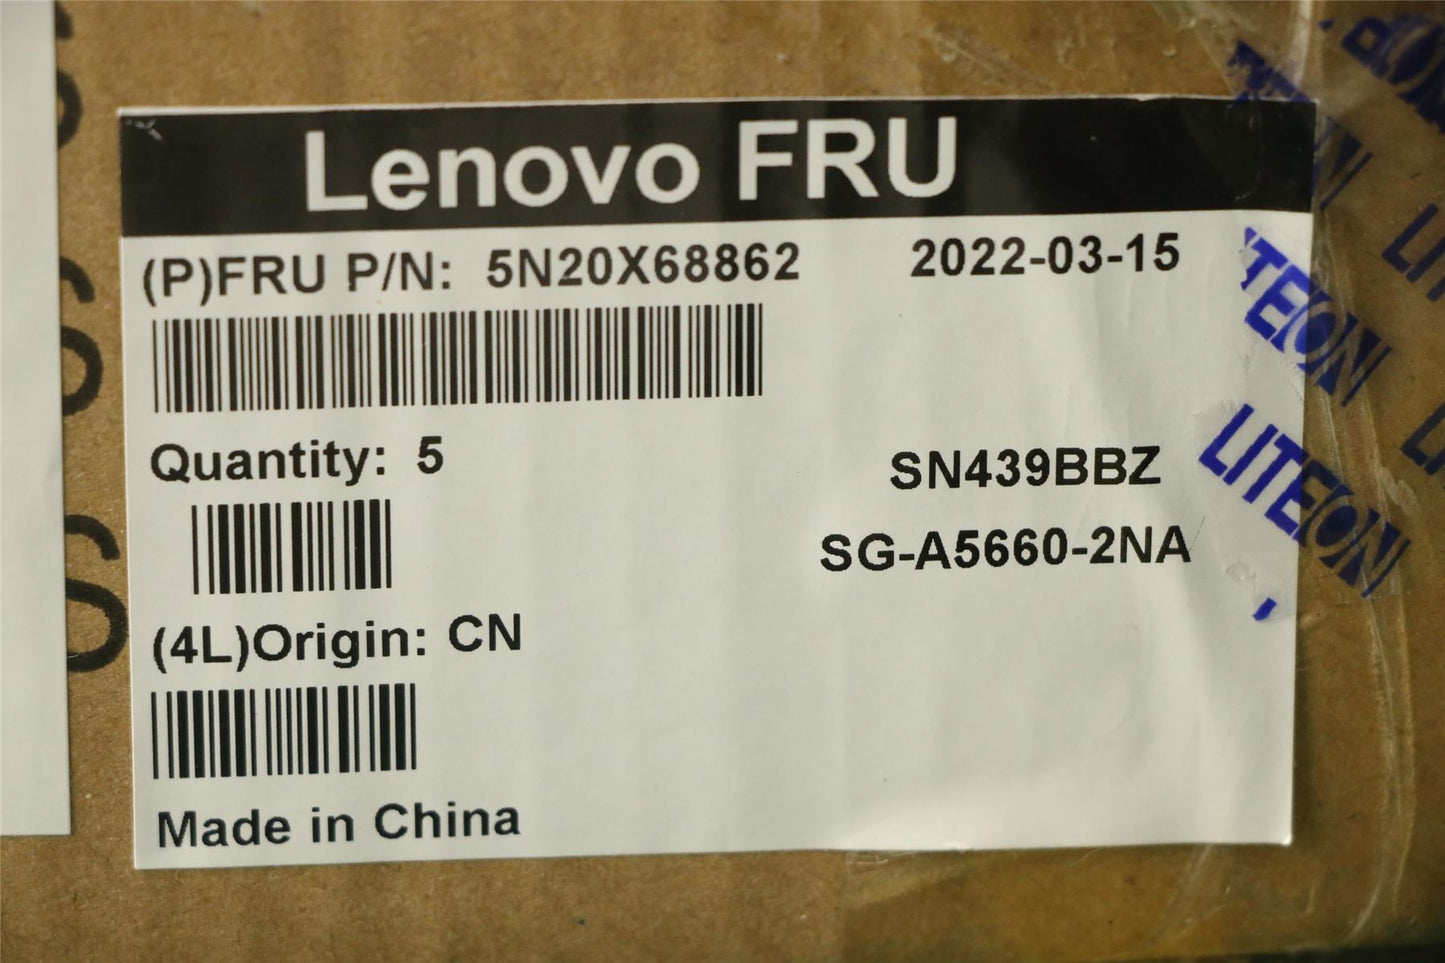 Lenovo FRU
(P)FRU P/N: 5N20X68862 2022-03-15
Quantity: 5
SN439BBZ
SG-A5660-2NA
(4L)Origin: CN
Made in China
LITEON